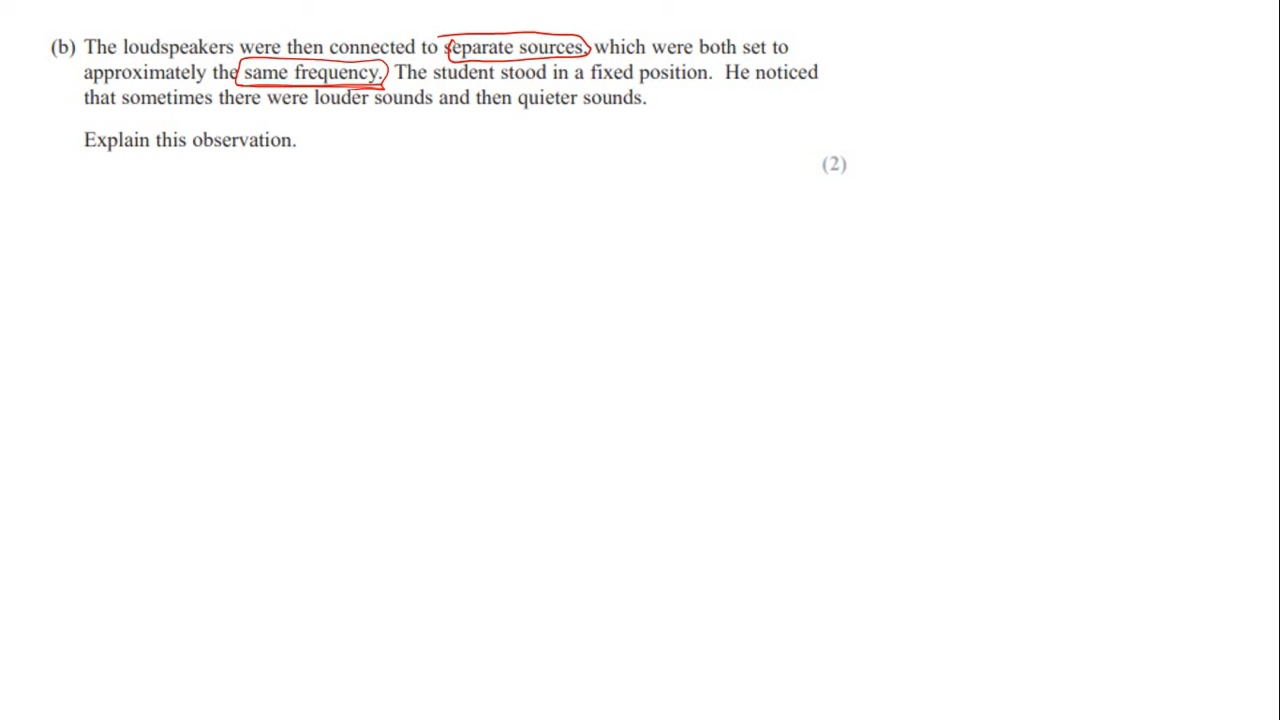 (b) The loudspeakers were then connected to separate sources, which were both set to
approximately the same frequency. The student stood in a fixed position. He noticed
that sometimes there were louder sounds and then quieter sounds.
Explain this observation.
(2)